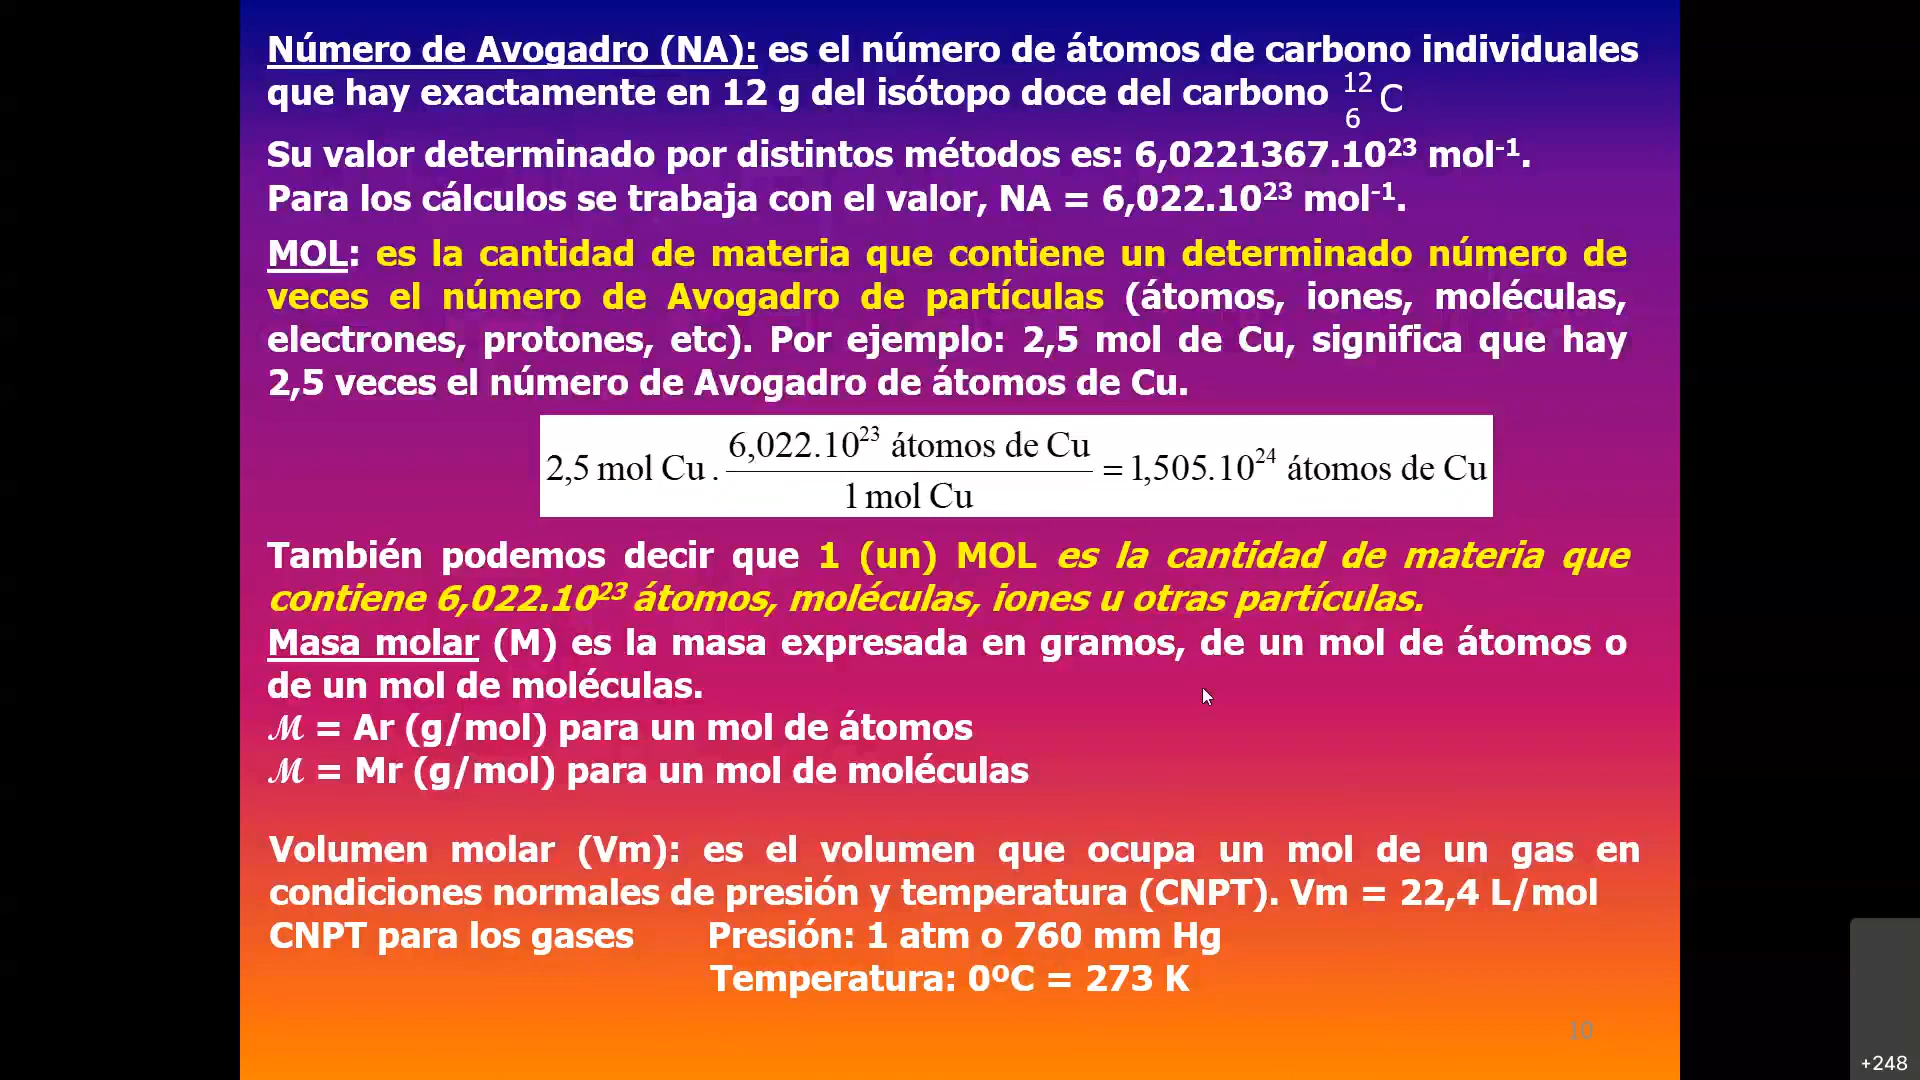 Número de Avogadro (NA): es el número de átomos de carbono individuales
que hay exactamente en 12 g del isótopo doce del carbono ¹²₆C
Su valor determinado por distintos métodos es: 6,0221367.10²³ mol⁻¹.
Para los cálculos se trabaja con el valor, NA = 6,022.10²³ mol⁻¹.
MOL: es la cantidad de materia que contiene un determinado número de
veces el número de Avogadro de partículas (átomos, iones, moléculas,
electrones, protones, etc). Por ejemplo: 2,5 mol de Cu, significa que hay
2,5 veces el número de Avogadro de átomos de Cu.
6,022.10²³ átomos de Cu
2,5 mol Cu . = 1,505.10²⁴ átomos de Cu
1 mol Cu
También podemos decir que 1 (un) MOL es la cantidad de materia que
contiene 6,022.10²³ átomos, moléculas, iones u otras partículas.
Masa molar (M) es la masa expresada en gramos, de un mol de átomos o
de un mol de moléculas.
ℳ = Ar (g/mol) para un mol de átomos
ℳ = Mr (g/mol) para un mol de moléculas
Volumen molar (Vm): es el volumen que ocupa un mol de un gas en
condiciones normales de presión y temperatura (CNPT). Vm = 22,4 L/mol
CNPT para los gases Presión: 1 atm o 760 mm Hg
Temperatura: 0ºC = 273 K
10
+248